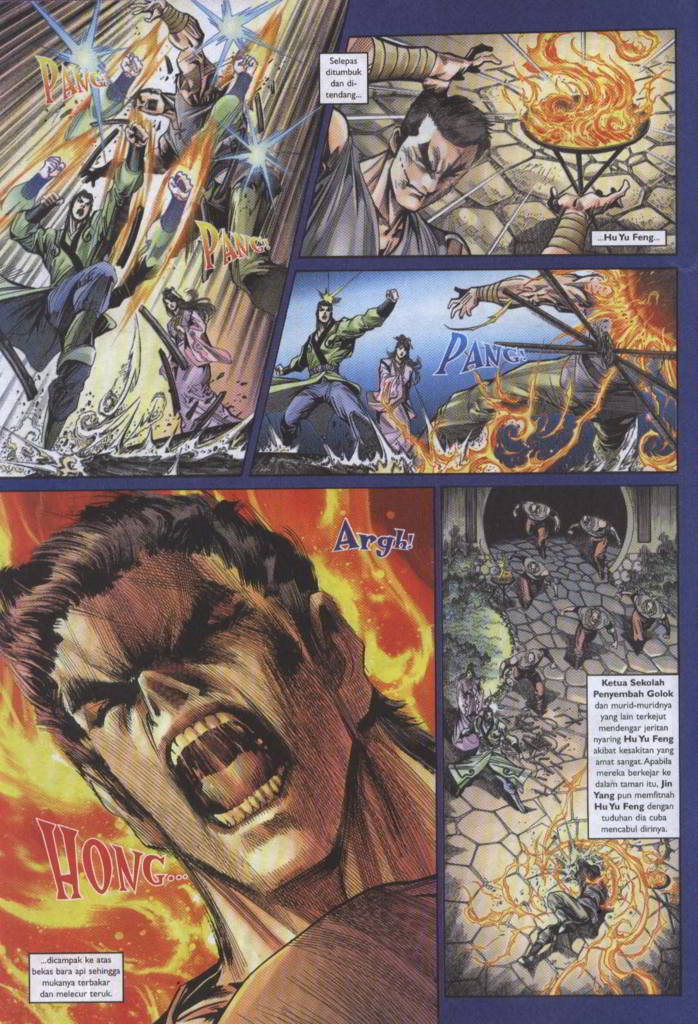 PANG!
PANG!
Selepas
ditumbuk
dan di-
tendang...
...Hu Yu Feng...
PANG!
Argh!
HONG...
...dicampak ke atas
bekas bara api sehingga
mukanya terbakar
dan melecur teruk.
Ketua Sekolah
Penyembah Golok
dan murid-muridnya
yang lain terkejut
mendengar jeritan
nyaring Hu Yu Feng
akibat kesakitan yang
amat sangat. Apabila
mereka berkejar ke
dalam taman itu, Jin
Yang pun memfitnah
Hu Yu Feng dengan
tuduhan dia cuba
mencabul dirinya.